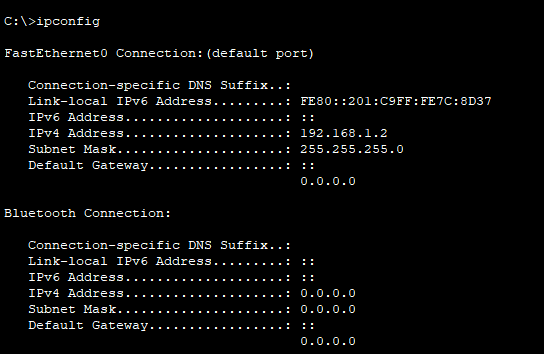 C:\>ipconfig
FastEthernet0 Connection:(default port)
Connection-specific DNS Suffix..:
Link-local IPv6 Address.........: FE80::201:C9FF:FE7C:8D37
IPv6 Address....................: ::
IPv4 Address....................: 192.168.1.2
Subnet Mask.....................: 255.255.255.0
Default Gateway.................: ::
0.0.0.0
Bluetooth Connection:
Connection-specific DNS Suffix..:
Link-local IPv6 Address.........: ::
IPv6 Address....................: ::
IPv4 Address....................: 0.0.0.0
Subnet Mask.....................: 0.0.0.0
Default Gateway.................: ::
0.0.0.0